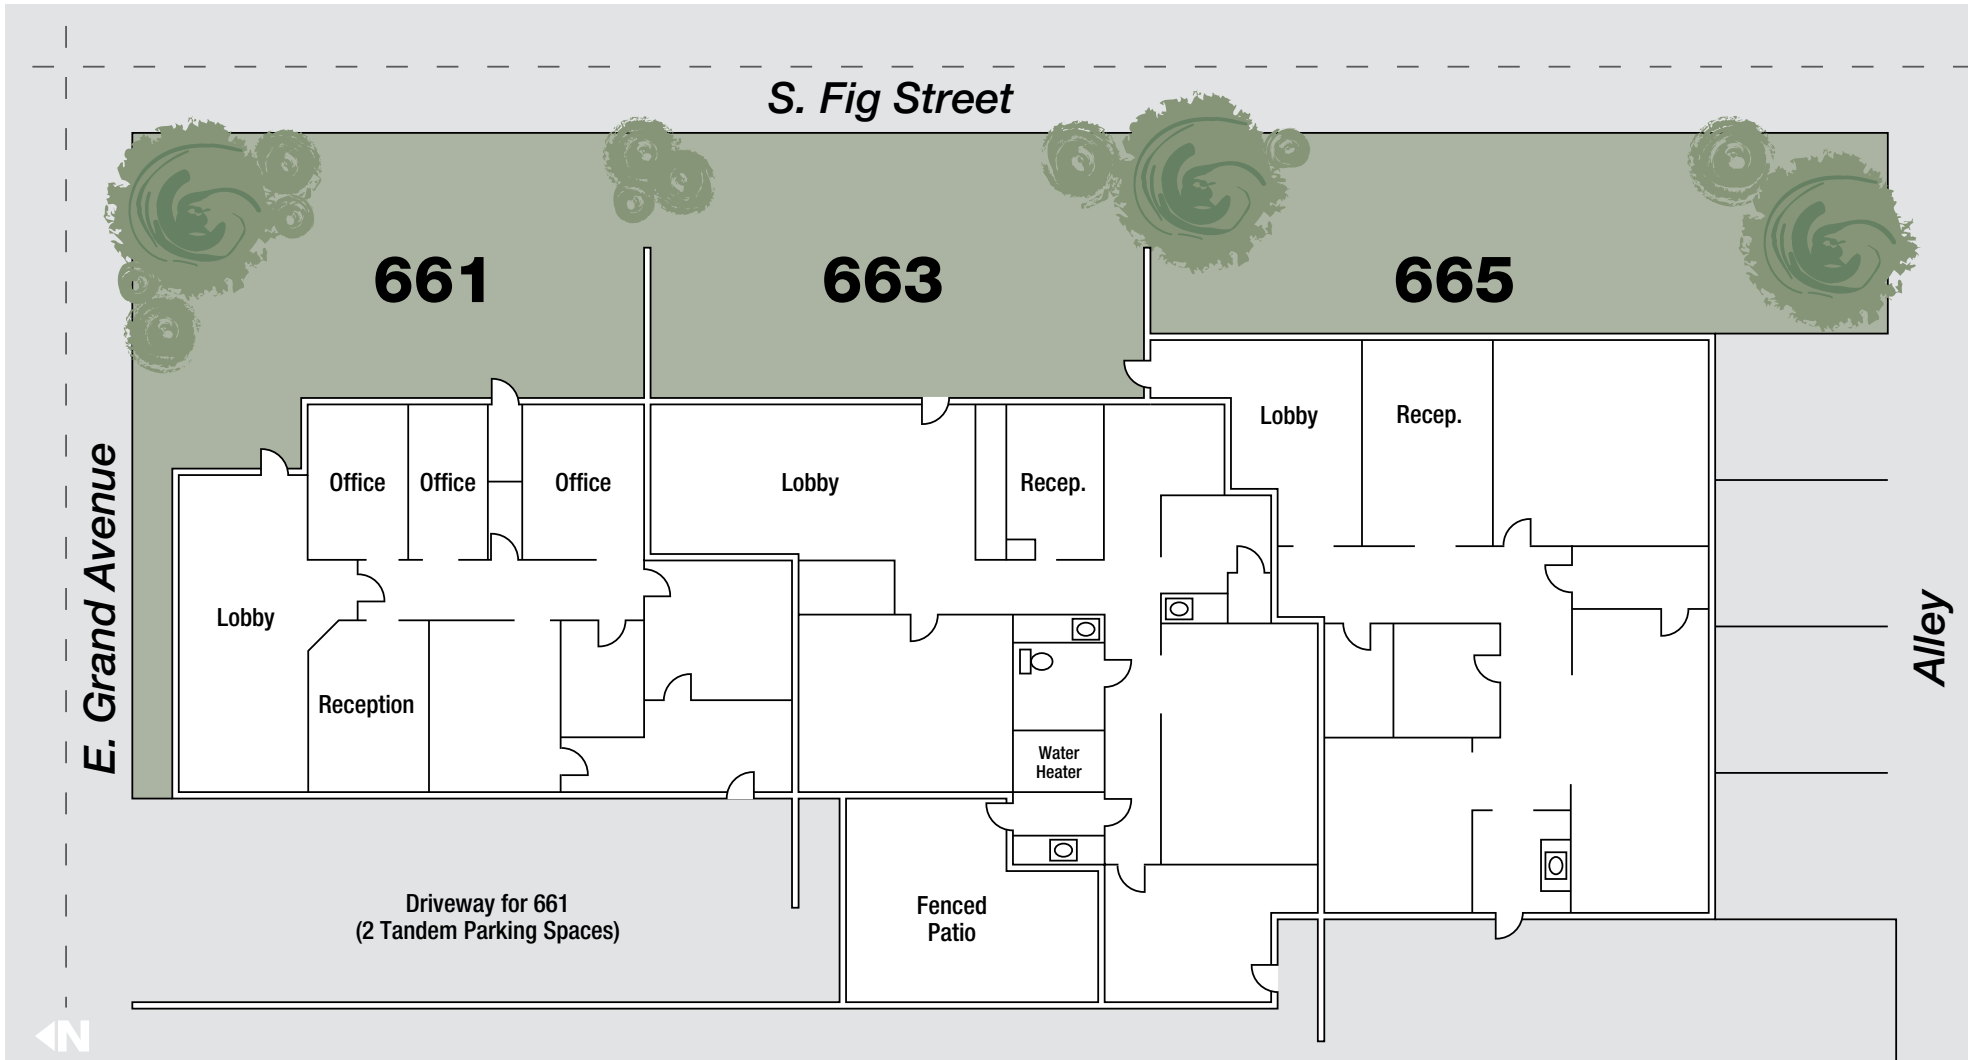 S. Fig Street
661
663
665
Lobby
Recep.
Office
Office
Office
Lobby
Recep.
E. Grand Avenue
Lobby
Reception
Water
Heater
Alley
Driveway for 661
(2 Tandem Parking Spaces)
Fenced
Patio
N